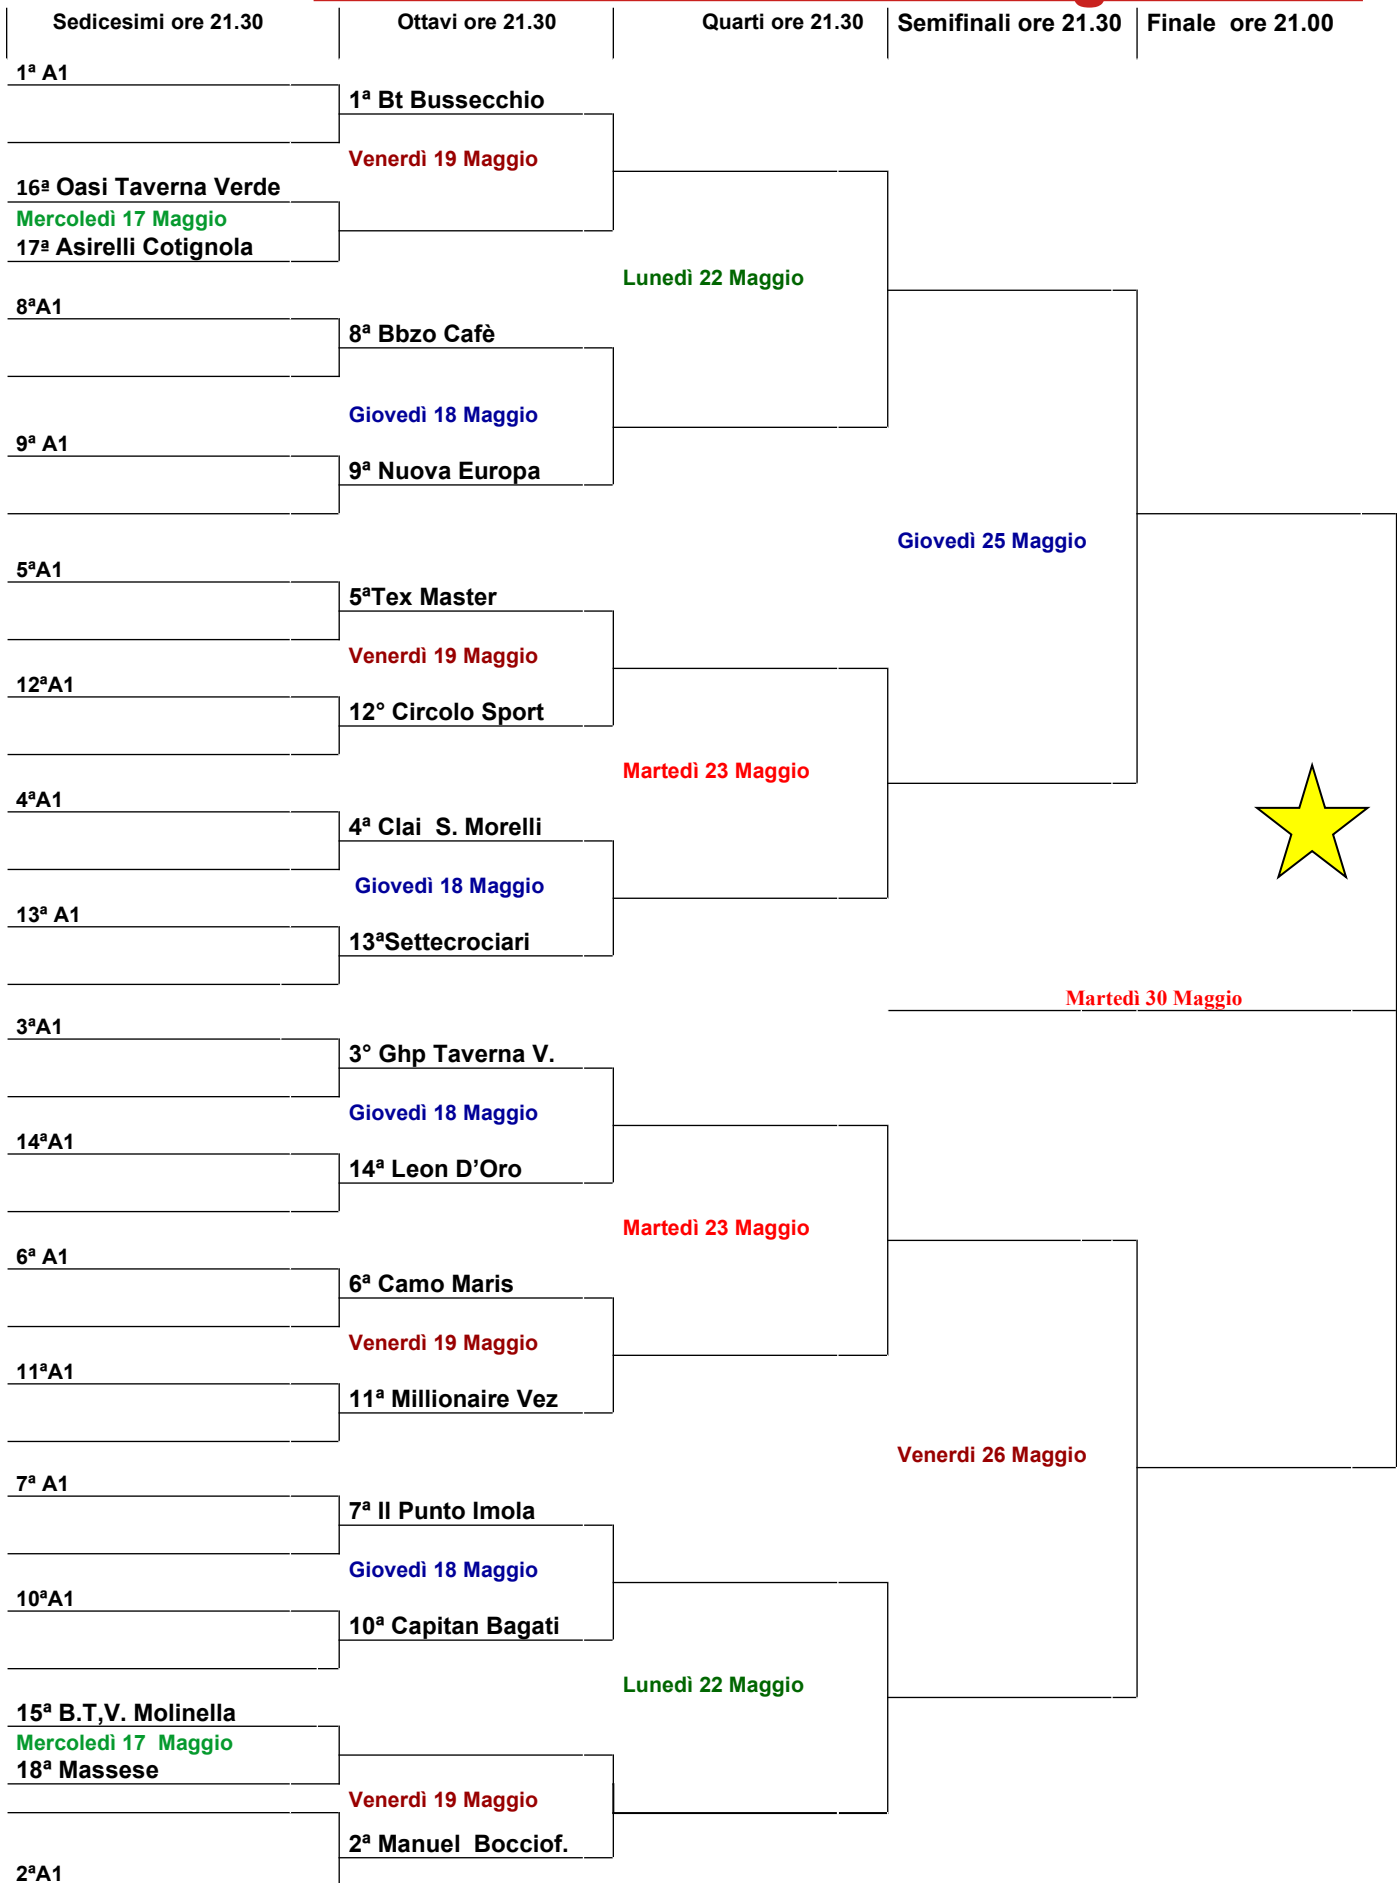 Sedicesimi ore 21.30 Ottavi ore 21.30 Quarti ore 21.30 Semifinali ore 21.30 Finale ore 21.00
1ª A1
1ª Bt Bussecchio
Venerdì 19 Maggio
16ª Oasi Taverna Verde
Mercoledì 17 Maggio
17ª Asirelli Cotignola
Lunedì 22 Maggio
8ªA1
8ª Bbzo Cafè
Giovedì 18 Maggio
9ª A1
9ª Nuova Europa
Giovedì 25 Maggio
5ªA1
5ªTex Master
Venerdì 19 Maggio
12ªA1
12° Circolo Sport
Martedì 23 Maggio
4ªA1
4ª Clai S. Morelli
Giovedì 18 Maggio
13ª A1
13ªSettecrociari
Martedì 30 Maggio
3ªA1
3° Ghp Taverna V.
Giovedì 18 Maggio
14ªA1
14ª Leon D’Oro
Martedì 23 Maggio
6ª A1
6ª Camo Maris
Venerdì 19 Maggio
11ªA1
11ª Millionaire Vez
Venerdi 26 Maggio
7ª A1
7ª Il Punto Imola
Giovedì 18 Maggio
10ªA1
10ª Capitan Bagati
Lunedì 22 Maggio
15ª B.T,V. Molinella
Mercoledì 17 Maggio
18ª Massese
Venerdì 19 Maggio
2ª Manuel Bocciof.
2ªA1